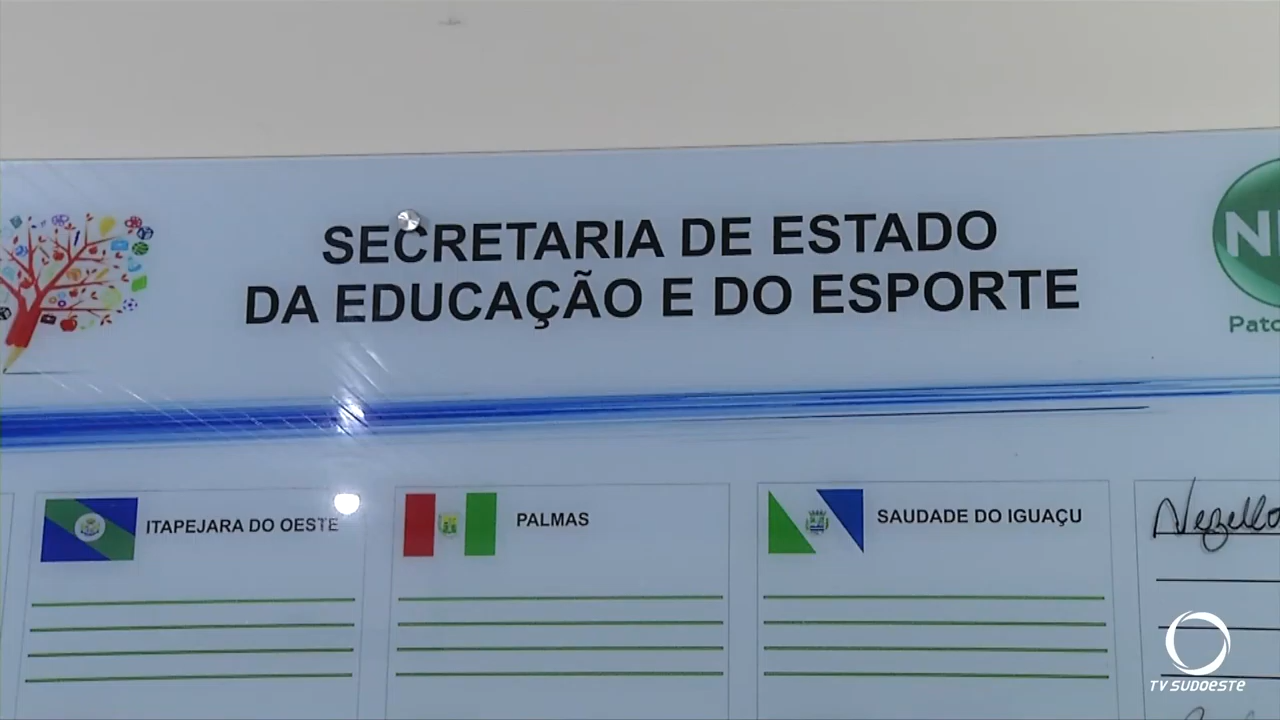 SECRETARIA DE ESTADO
DA EDUCAÇÃO E DO ESPORTE
ITAPEJARA DO OESTE
PALMAS
SAUDADE DO IGUAÇU
TV SUDOESTE